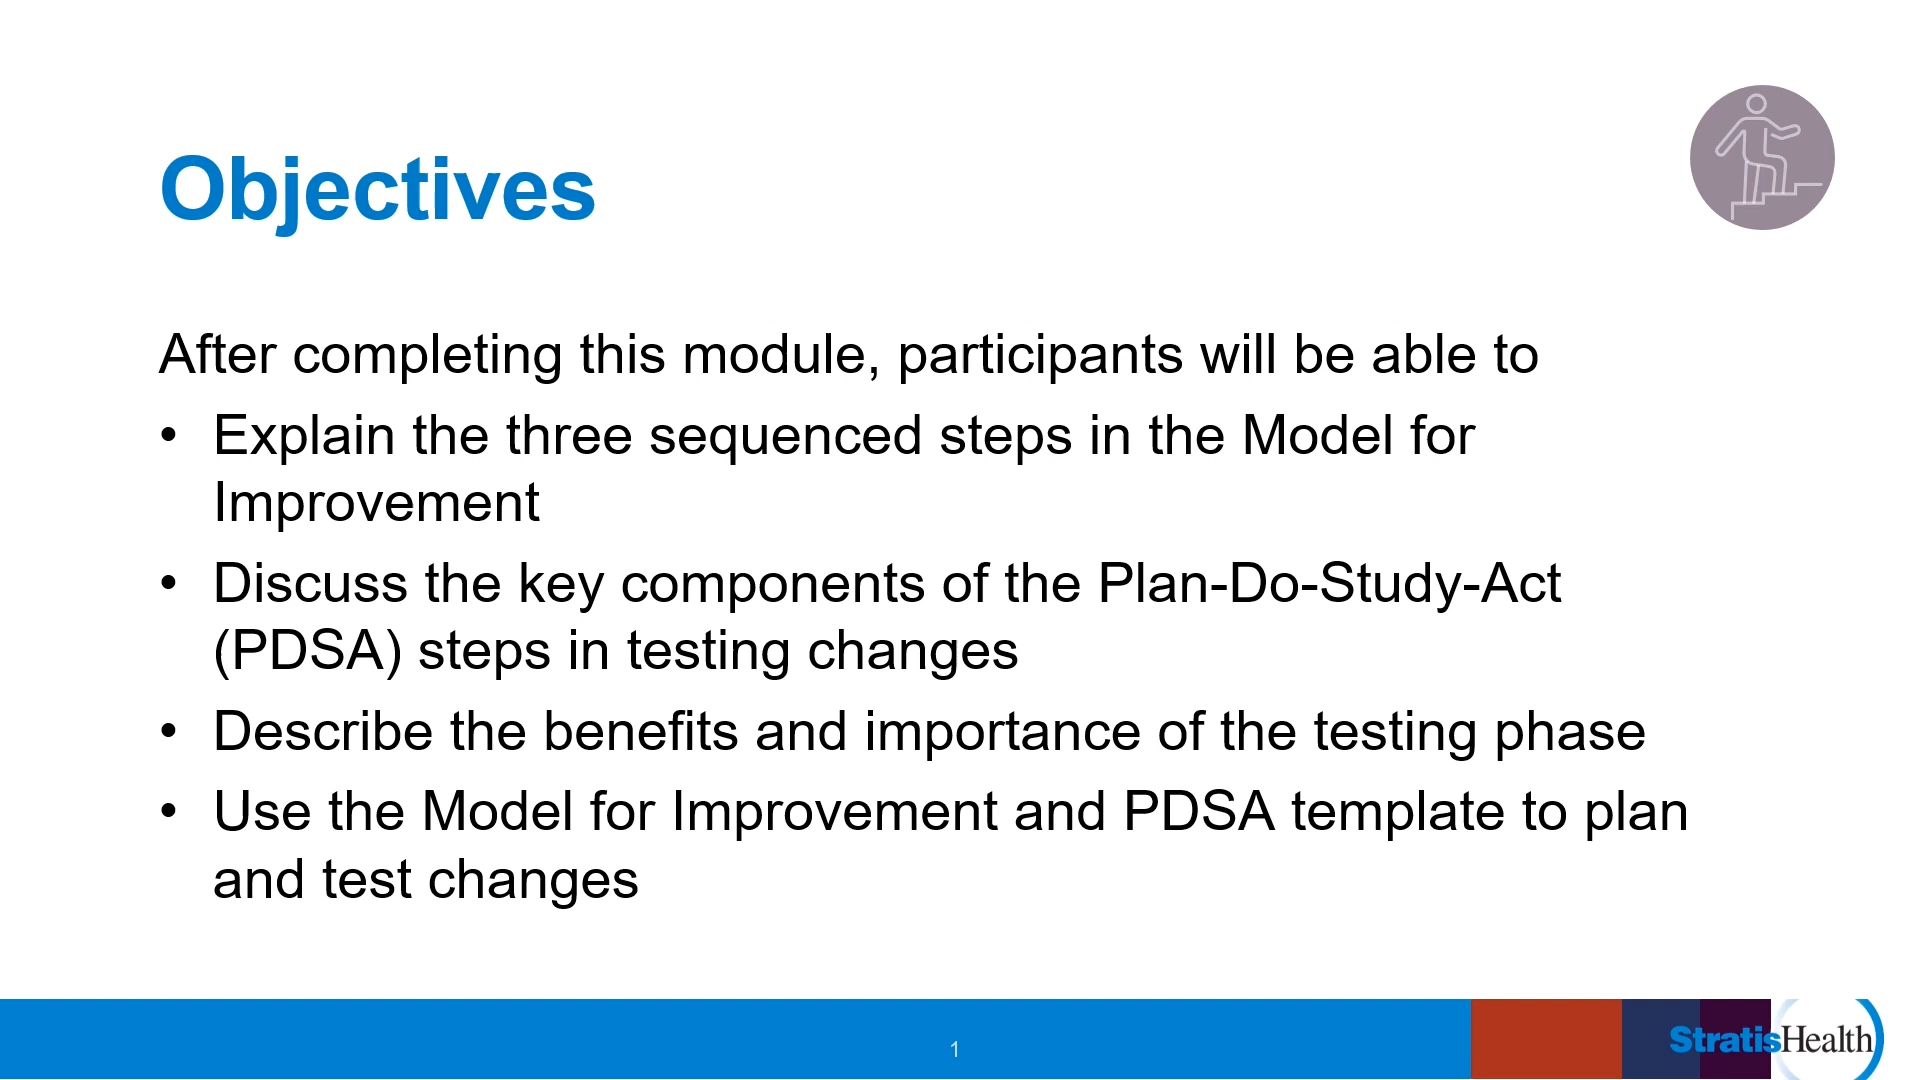 Objectives
After completing this module, participants will be able to
• Explain the three sequenced steps in the Model for
Improvement
• Discuss the key components of the Plan-Do-Study-Act
(PDSA) steps in testing changes
• Describe the benefits and importance of the testing phase
• Use the Model for Improvement and PDSA template to plan
and test changes
1
StratisHealth